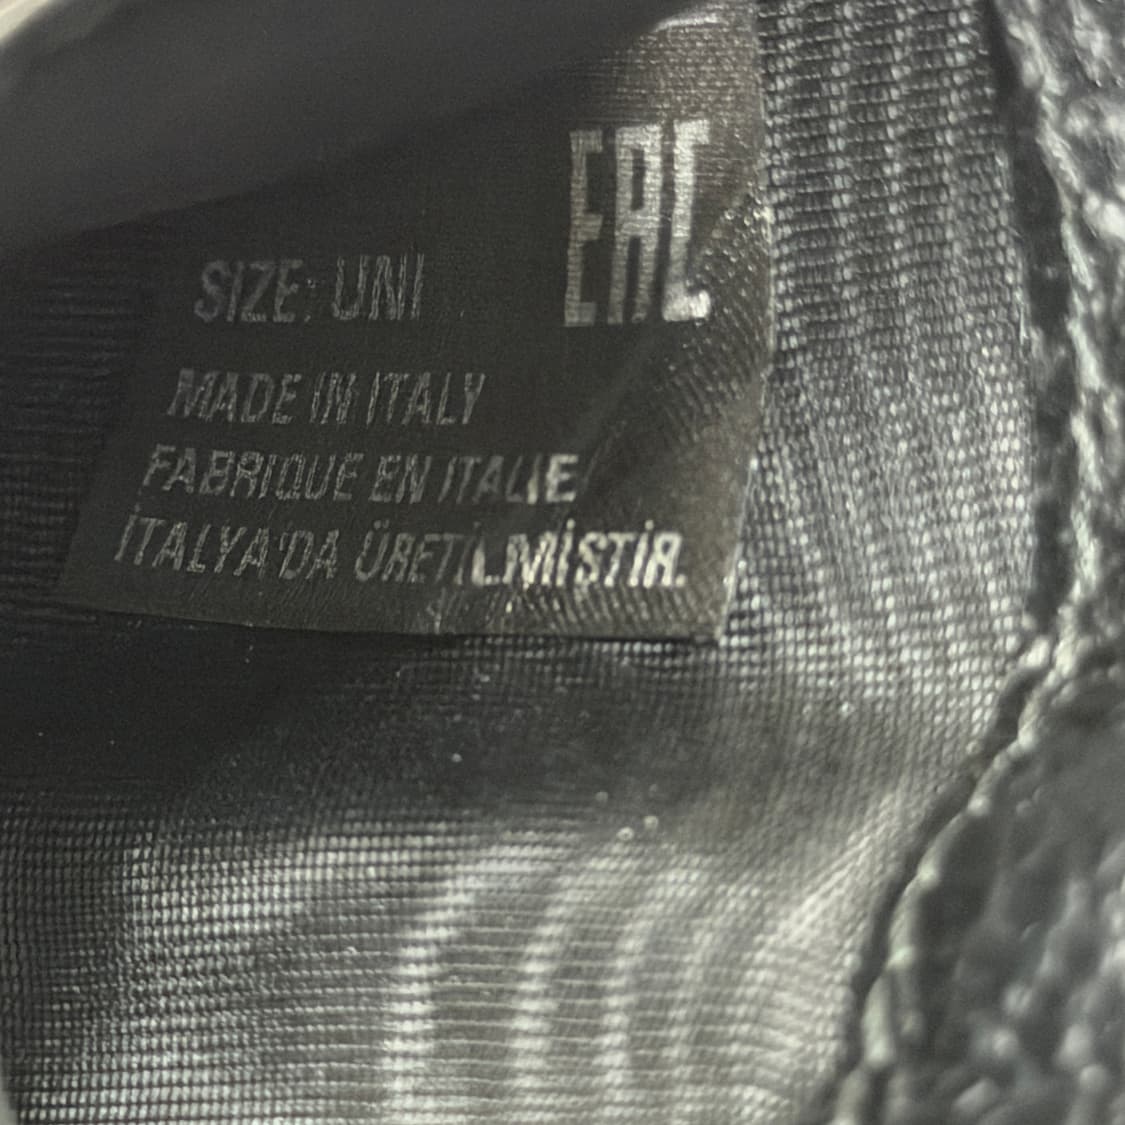 EAC
SIZE: UNI
MADE IN ITALY
FABRIQUE EN ITALIE
İTALYA'DA ÜRETİLMİŞTİR.